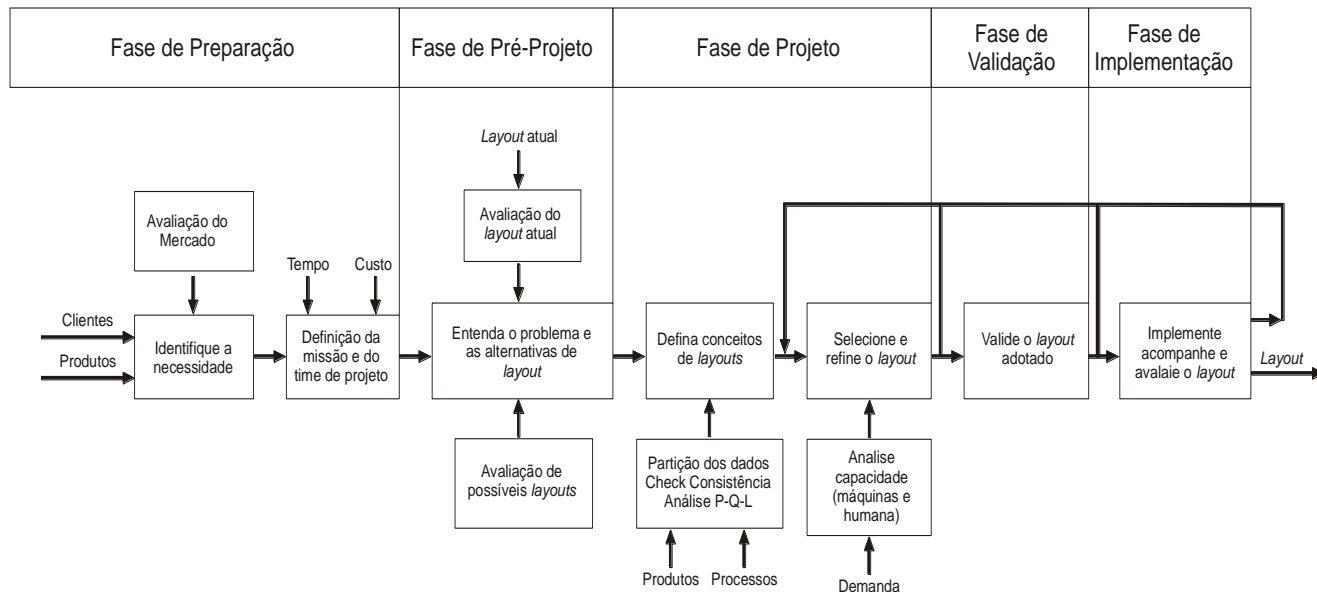 Fase de Preparação
Fase de Pré-Projeto
Fase de Projeto
Fase de
Validação
Fase de
Implementação
Layout atual
Avaliação do
Mercado
Avaliação do
layout atual
Tempo
Custo
Clientes
Produtos
Identifique a
necessidade
Definição da
missão e do
time de projeto
Entenda o problema e
as alternativas de
layout
Defina conceitos
de layouts
Selecione e
refine o layout
Valide o layout
adotado
Implemente
acompanhe e
avalaie o layout
Layout
Avaliação de
possíveis layouts
Partição dos dados
Check Consistência
Análise P-Q-L
Analise
capacidade
(máquinas e
humana)
Produtos
Processos
Demanda